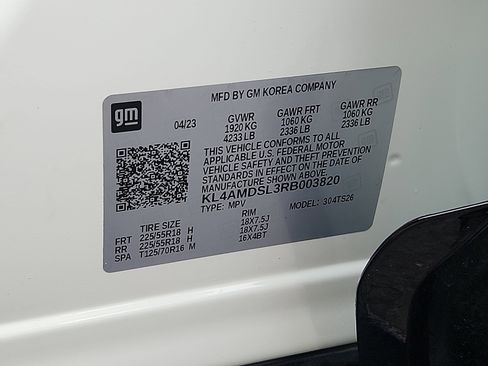 MFD BY GM KOREA COMPANY
gm
04/23 GVWR GAWR FRT GAWR RR
1920 KG 1060 KG 1060 KG
4233 LB 2336 LB 2336 LB
THIS VEHICLE CONFORMS TO ALL
APPLICABLE U.S. FEDERAL MOTOR
VEHICLE SAFETY, BUMPER, AND THEFT PREVENTION
STANDARDS IN EFFECT ON THE DATE OF
MANUFACTURE SHOWN ABOVE.
KL4AMDSL3RB003820
TYPE: MPV MODEL: 304TS26
TIRE SIZE RIM
FRT 225/55R18 H 18X7.5J
RR 225/55R18 H 18X7.5J
SPA T125/70R16 M 16X4BT